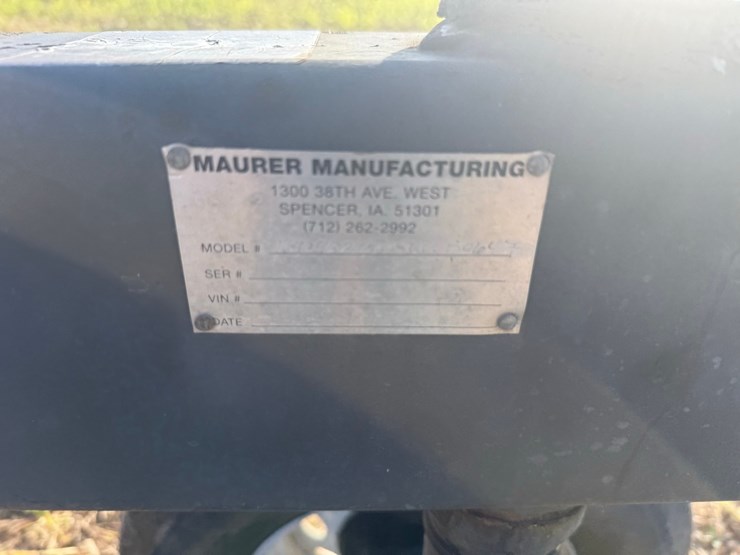 MAURER MANUFACTURING
1300 38TH AVE. WEST
SPENCER, IA. 51301
(712) 262-2992
MODEL #
SER #
VIN #
DATE